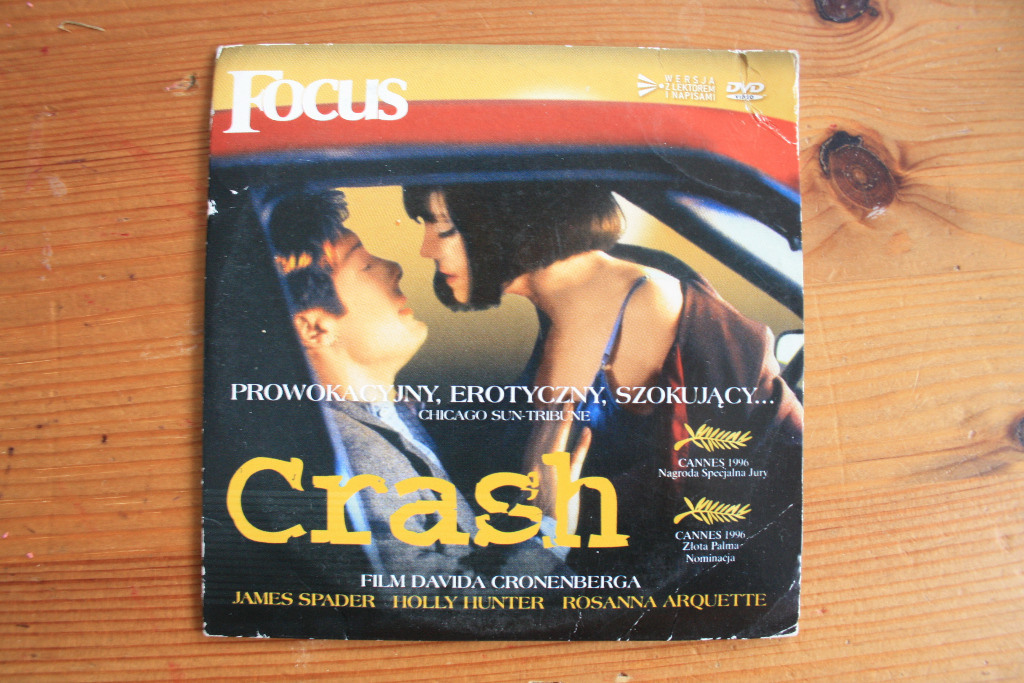 Focus
WERSJA
Z LEKTOREM
I NAPISAMI
DVD
VIDEO
PROWOKACYJNY, EROTYCZNY, SZOKUJĄCY...
CHICAGO SUN-TRIBUNE
CANNES 1996
Nagroda Specjalna Jury
Crash
CANNES 1996
Złota Palma
Nominacja
FILM DAVIDA CRONENBERGA
JAMES SPADER HOLLY HUNTER ROSANNA ARQUETTE